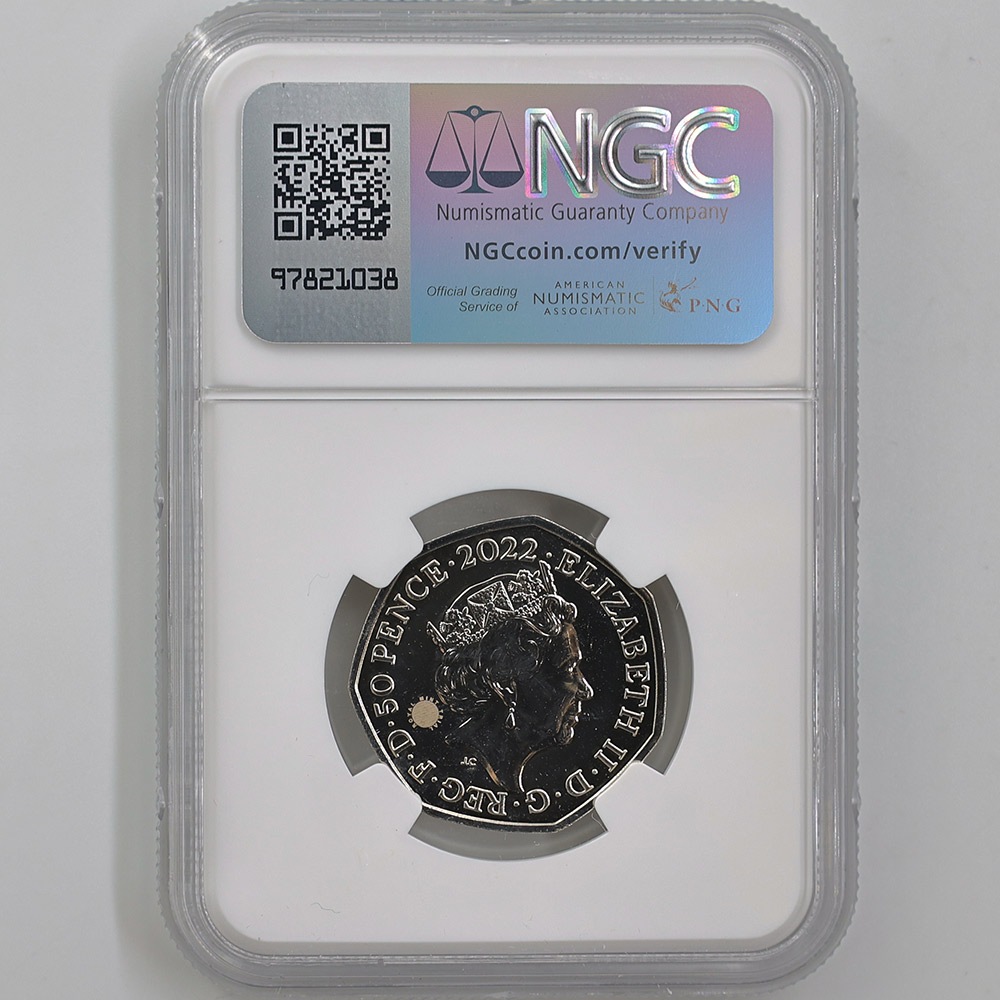 NGC
Numismatic Guaranty Company
NGCcoin.com/verify
97821038
Official Grading
Service of
AMERICAN
NUMISMATIC
ASSOCIATION
P·N·G
ELIZABETH II · D · G · REG · F · D · 50 PENCE · 2022 ·
JC